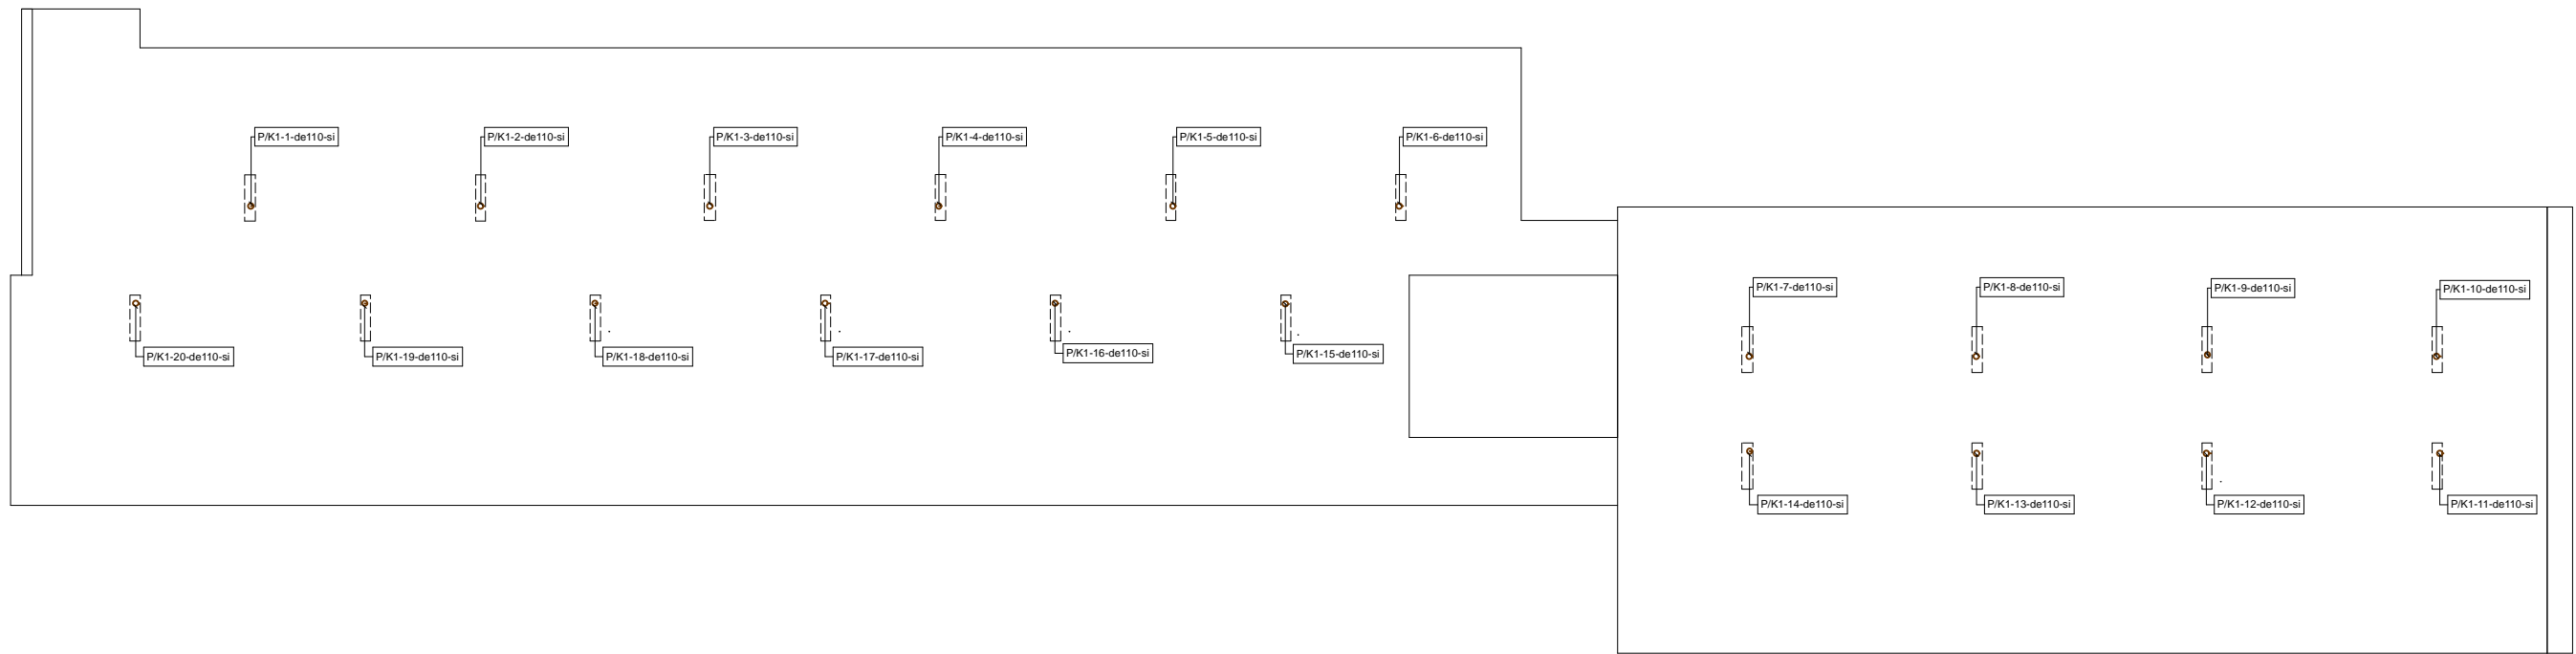 P/K1-1-de110-si
P/K1-2-de110-si
P/K1-3-de110-si
P/K1-4-de110-si
P/K1-5-de110-si
P/K1-6-de110-si
P/K1-7-de110-si
P/K1-8-de110-si
P/K1-9-de110-si
P/K1-10-de110-si
P/K1-20-de110-si
P/K1-19-de110-si
P/K1-18-de110-si
P/K1-17-de110-si
P/K1-16-de110-si
P/K1-15-de110-si
P/K1-14-de110-si
P/K1-13-de110-si
P/K1-12-de110-si
P/K1-11-de110-si